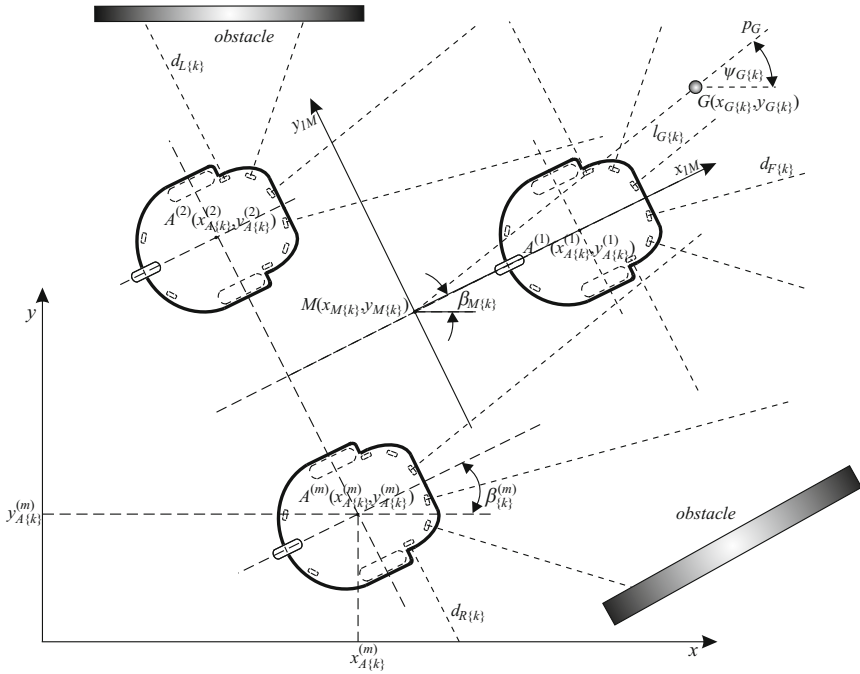 obstacle
p_G
d_{L{k}}
ψ_{G{k}}
G(x_{G{k}},y_{G{k}})
y_{1M}
l_{G{k}}
x_{1M}
d_{F{k}}
A^{(2)}(x^{(2)}_{A{k}},y^{(2)}_{A{k}})
A^{(1)}(x^{(1)}_{A{k}},y^{(1)}_{A{k}})
y
M(x_{M{k}},y_{M{k}})
β_{M{k}}
A^{(m)}(x^{(m)}_{A{k}},y^{(m)}_{A{k}})
β^{(m)}_{{k}}
y^{(m)}_{A{k}}
obstacle
d_{R{k}}
x^{(m)}_{A{k}}
x